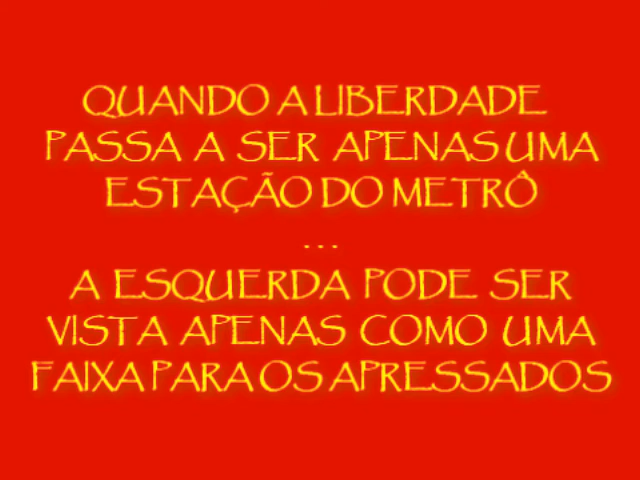 QUANDO A LIBERDADE
PASSA A SER APENAS UMA
ESTAÇÃO DO METRÔ
...
A ESQUERDA PODE SER
VISTA APENAS COMO UMA
FAIXA PARA OS APRESSADOS